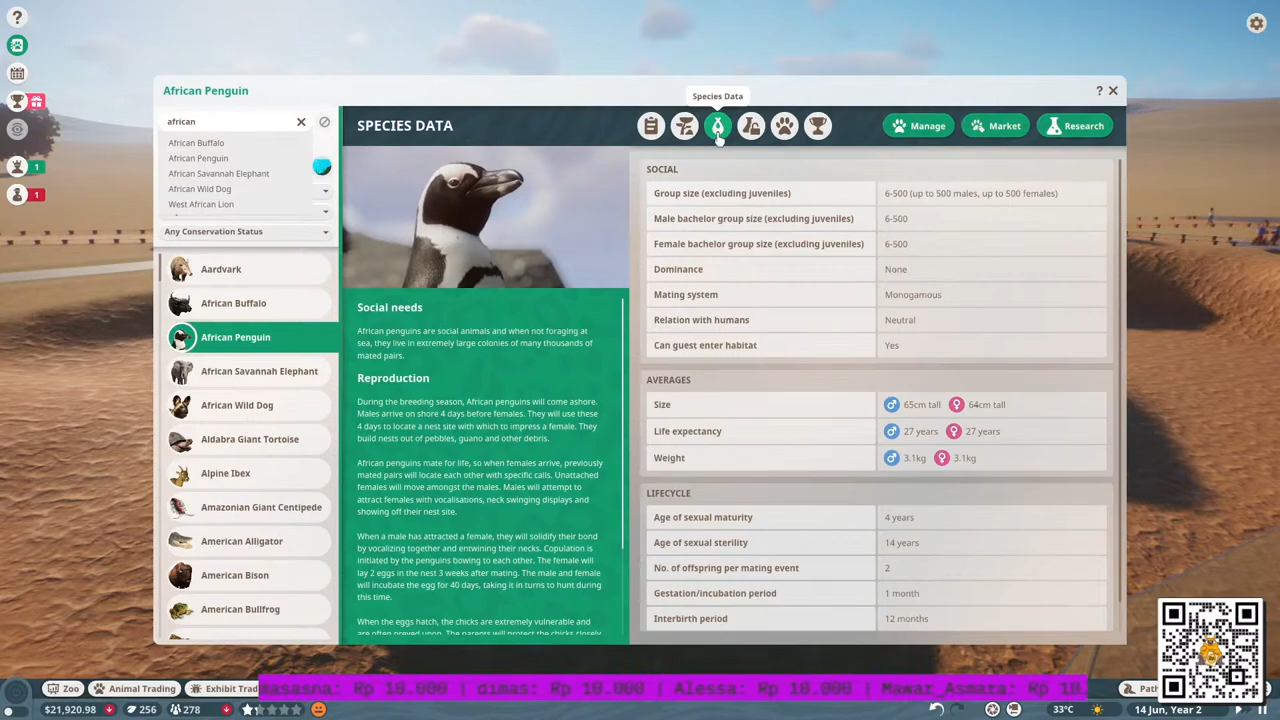 African Penguin
?
Species Data
african
African Buffalo
African Penguin
African Savannah Elephant
African Wild Dog
West African Lion
Any Conservation Status
Aardvark
African Buffalo
African Penguin
African Savannah Elephant
African Wild Dog
Aldabra Giant Tortoise
Alpine Ibex
Amazonian Giant Centipede
American Alligator
American Bison
American Bullfrog
SPECIES DATA
Manage
Market
Research
Social needs
African penguins are social animals and when not foraging at
sea, they live in extremely large colonies of many thousands of
mated pairs.
Reproduction
During the breeding season, African penguins will come ashore.
Males arrive on shore 4 days before females. They will use these
4 days to locate a nest site with which to impress a female. They
build nests out of pebbles, guano and other debris.
African penguins mate for life, so when females arrive, previously
mated pairs will locate each other with specific calls. Unattached
females will move amongst the males. Males will attempt to
attract females with vocalisations, neck swinging displays and
showing off their nest site.
When a male has attracted a female, they will solidify their bond
by vocalizing together and entwining their necks. Copulation is
initiated by the penguins bowing to each other. The female will
lay 2 eggs in the nest 3 weeks after mating. The male and female
will incubate the egg for 40 days, taking it in turns to hunt during
this time.
When the eggs hatch, the chicks are extremely vulnerable and
are often preyed upon. The parents will protect the chicks closely
SOCIAL
Group size (excluding juveniles) 6-500 (up to 500 males, up to 500 females)
Male bachelor group size (excluding juveniles) 6-500
Female bachelor group size (excluding juveniles) 6-500
Dominance None
Mating system Monogamous
Relation with humans Neutral
Can guest enter habitat Yes
AVERAGES
Size 65cm tall 64cm tall
Life expectancy 27 years 27 years
Weight 3.1kg 3.1kg
LIFECYCLE
Age of sexual maturity 4 years
Age of sexual sterility 14 years
No. of offspring per mating event
Gestation/incubation period 1 month
Interbirth period 12 months
?
1
1
Zoo
Animal Trading
Exhibit Trad
dimas: Rp 10.000 | Alessa: Rp 10.000 |
Path
$21,920.98
256
278
33°C
14 Jun, Year 2